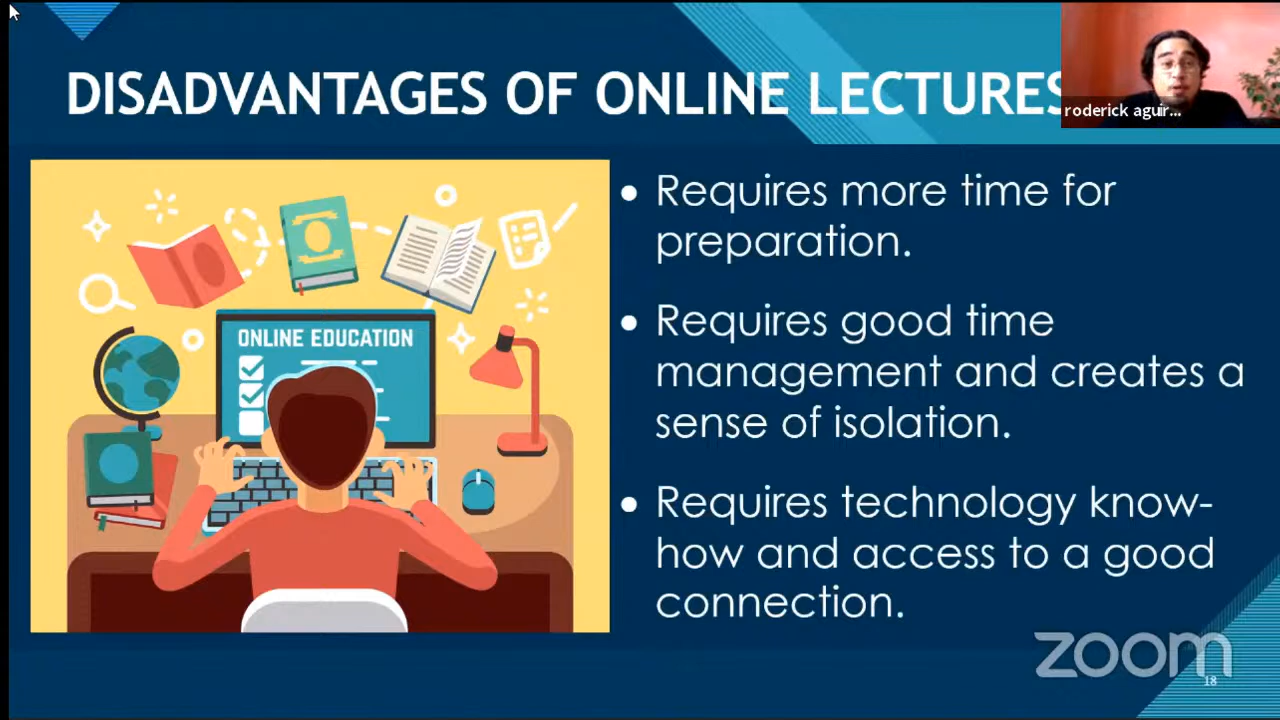 DISADVANTAGES OF ONLINE LECTURES
roderick aguir...
ONLINE EDUCATION
• Requires more time for
preparation.
• Requires good time
management and creates a
sense of isolation.
• Requires technology know-
how and access to a good
connection.
zoom
18